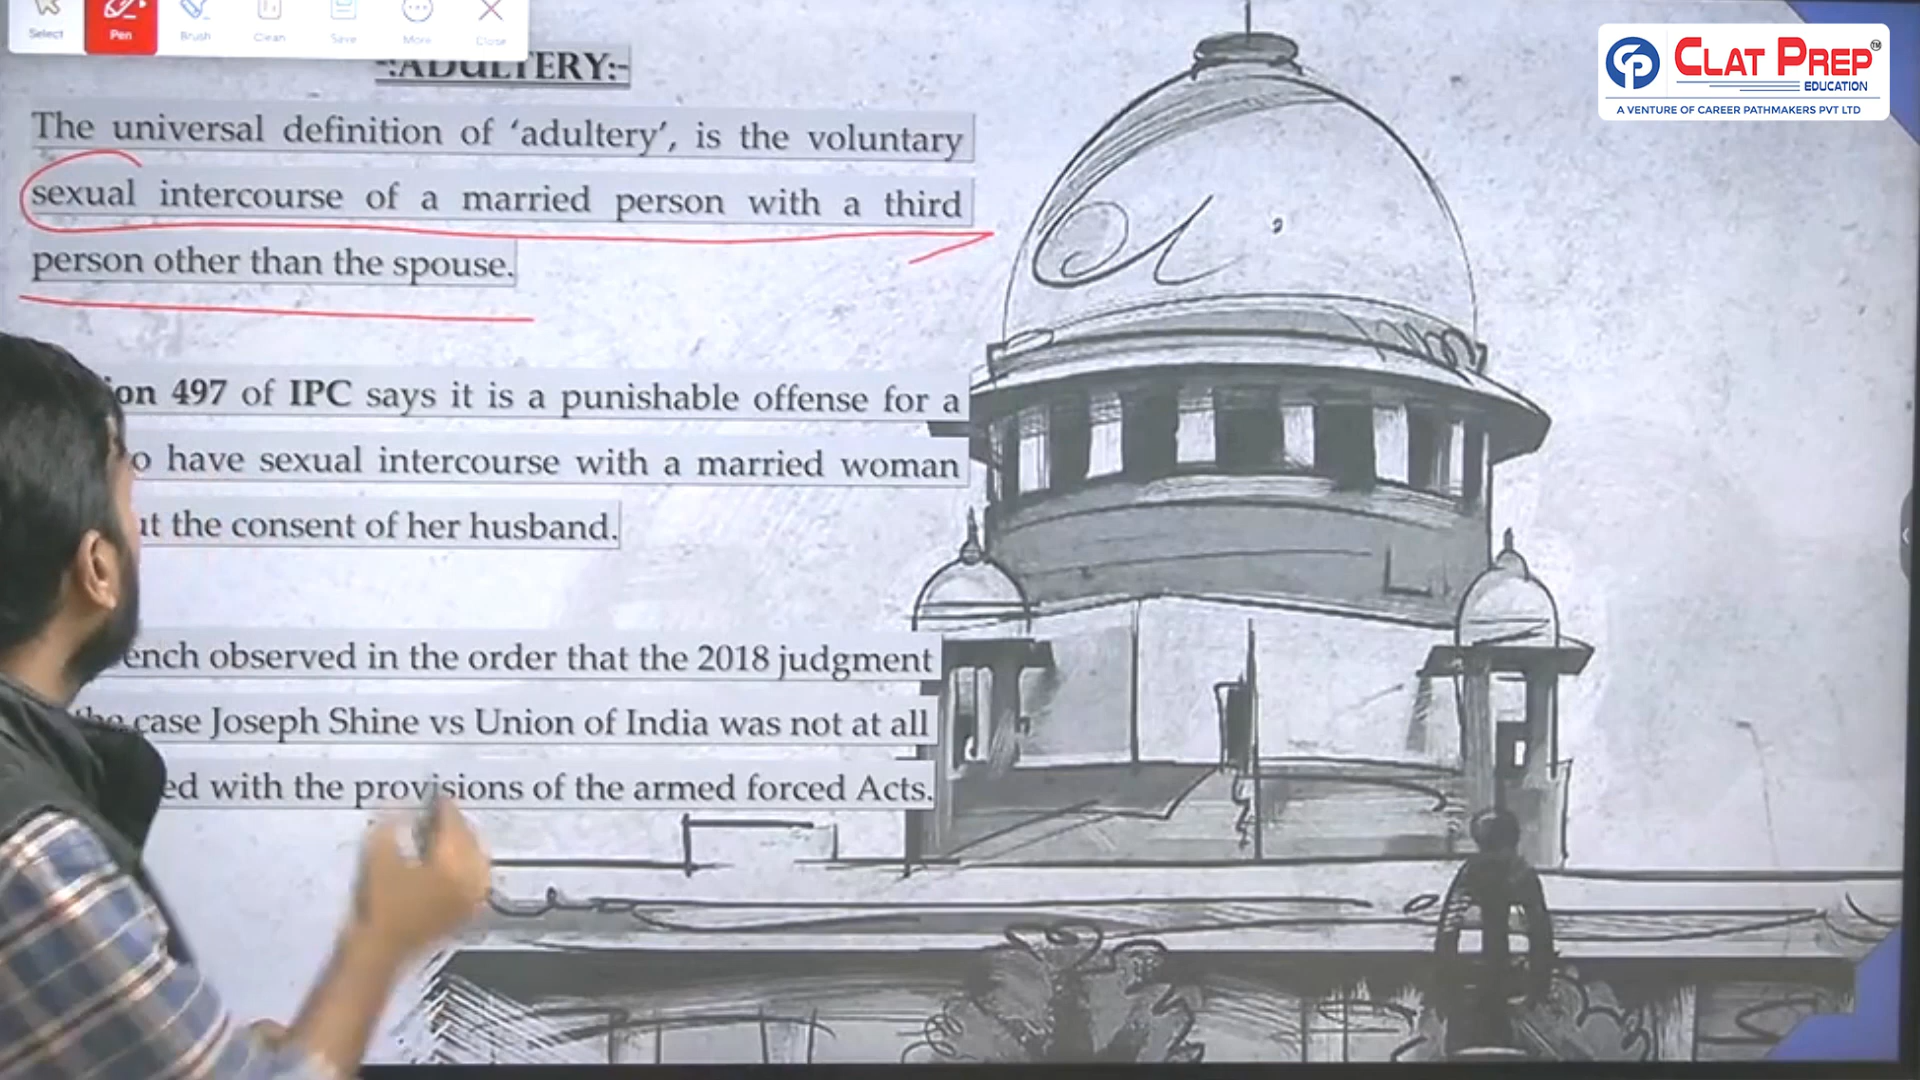 Select Pen Brush Clean Save More Close
-:ADULTERY:-
The universal definition of ‘adultery’, is the voluntary
sexual intercourse of a married person with a third
person other than the spouse.
497 of IPC says it is a punishable offense for a
have sexual intercourse with a married woman
the consent of her husband.
observed in the order that the 2018 judgment
case Joseph Shine vs Union of India was not at all
with the provisions of the armed forced Acts.
CP CLAT PREP TM
EDUCATION
A VENTURE OF CAREER PATHMAKERS PVT LTD